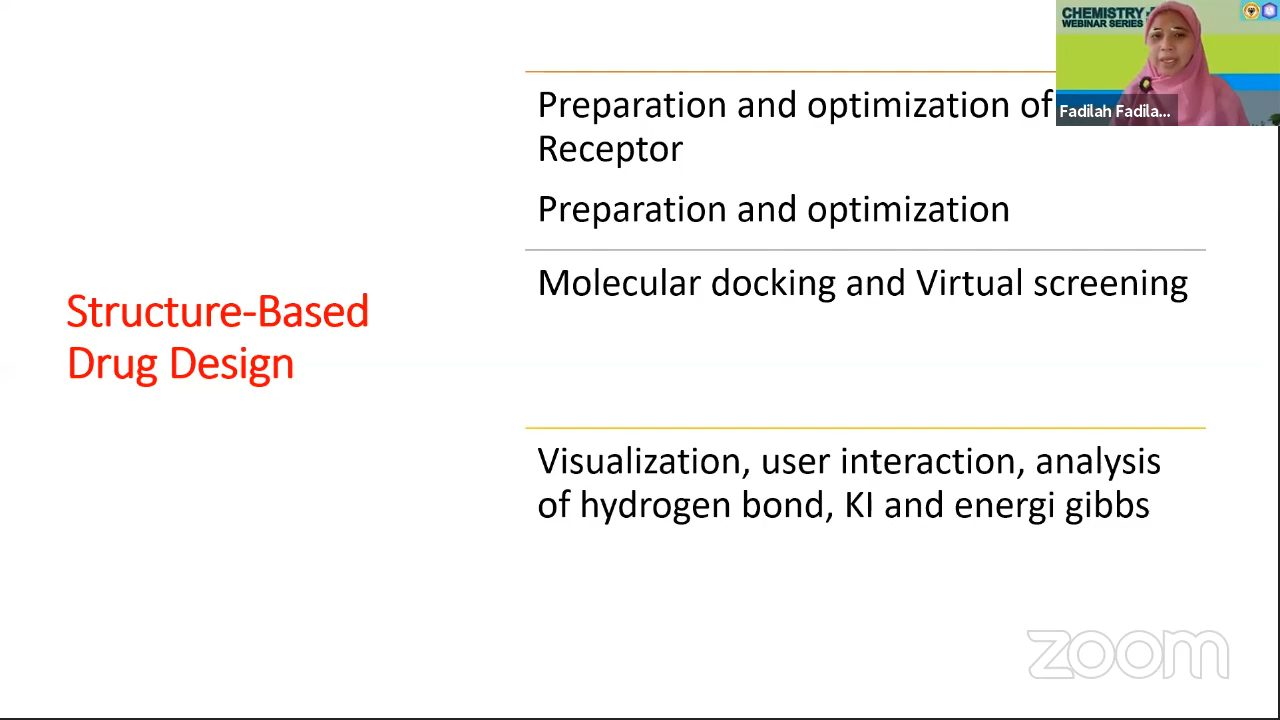 CHEMISTRY
WEBINAR SERIES
Fadilah Fadila...
Preparation and optimization of
Receptor
Preparation and optimization
Molecular docking and Virtual screening
Structure-Based
Drug Design
Visualization, user interaction, analysis
of hydrogen bond, KI and energi gibbs
zoom